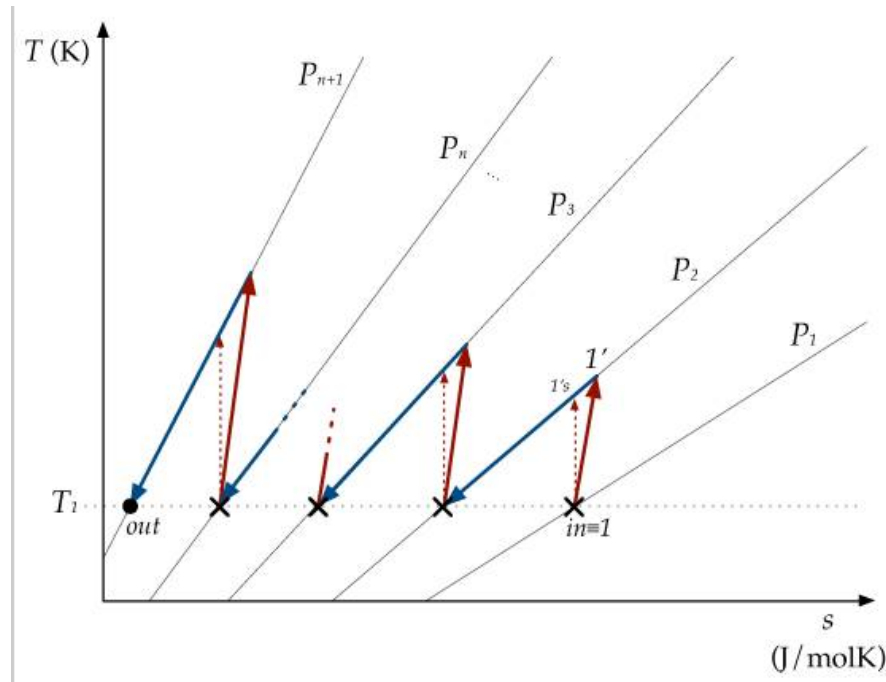 T (K)
Pn+1
Pn
...
P3
P2
P1
1'
1's
T1
out
in≡1
s
(J/molK)